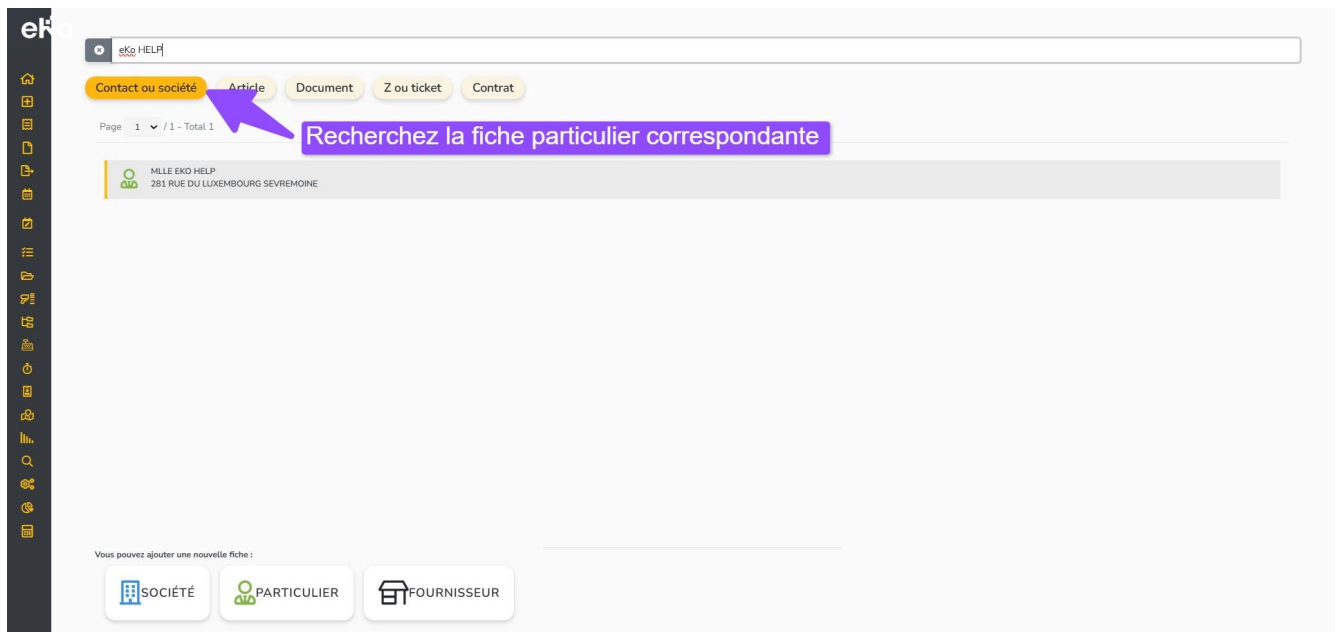 eKo
eKo HELP
Contact ou société Article Document Z ou ticket Contrat
Page 1 / 1 - Total 1
Recherchez la fiche particulier correspondante
MLLE EKO HELP
281 RUE DU LUXEMBOURG SEVREMOINE
Vous pouvez ajouter une nouvelle fiche :
SOCIÉTÉ PARTICULIER FOURNISSEUR